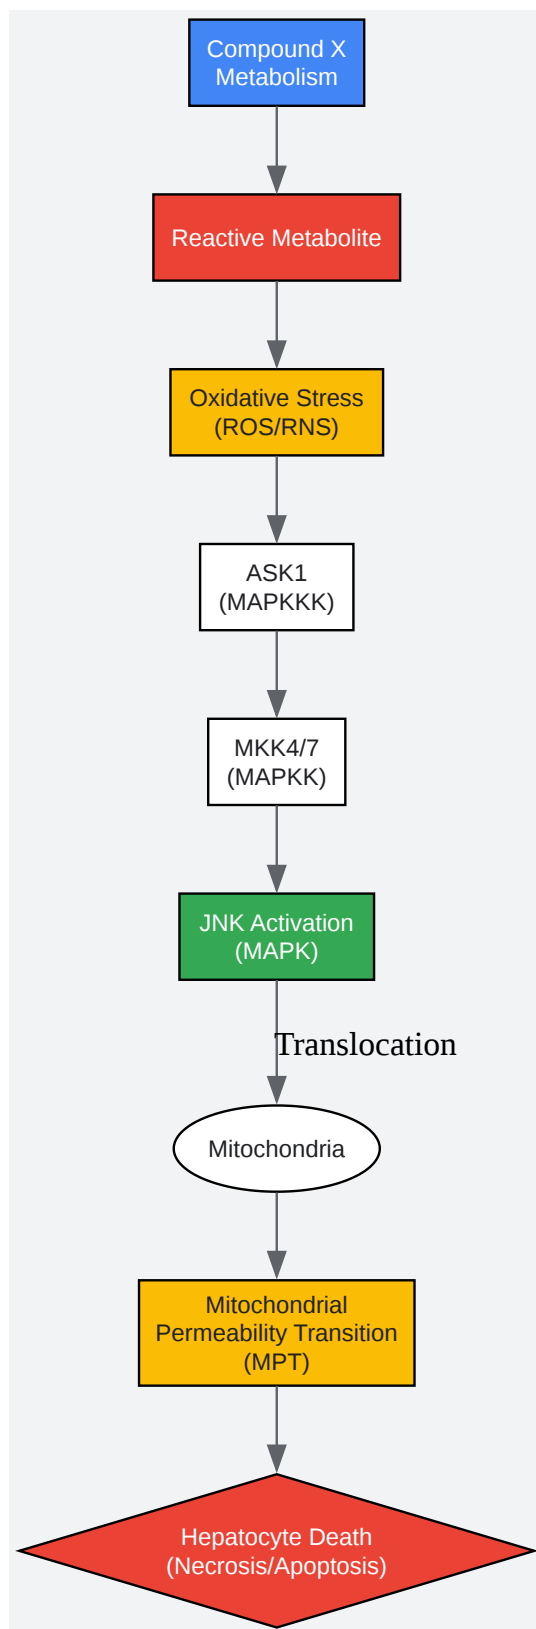 Compound X
Metabolism
Reactive Metabolite
Oxidative Stress
(ROS/RNS)
ASK1
(MAPKKK)
MKK4/7
(MAPKK)
JNK Activation
(MAPK)
Translocation
Mitochondria
Mitochondrial
Permeability Transition
(MPT)
Hepatocyte Death
(Necrosis/Apoptosis)